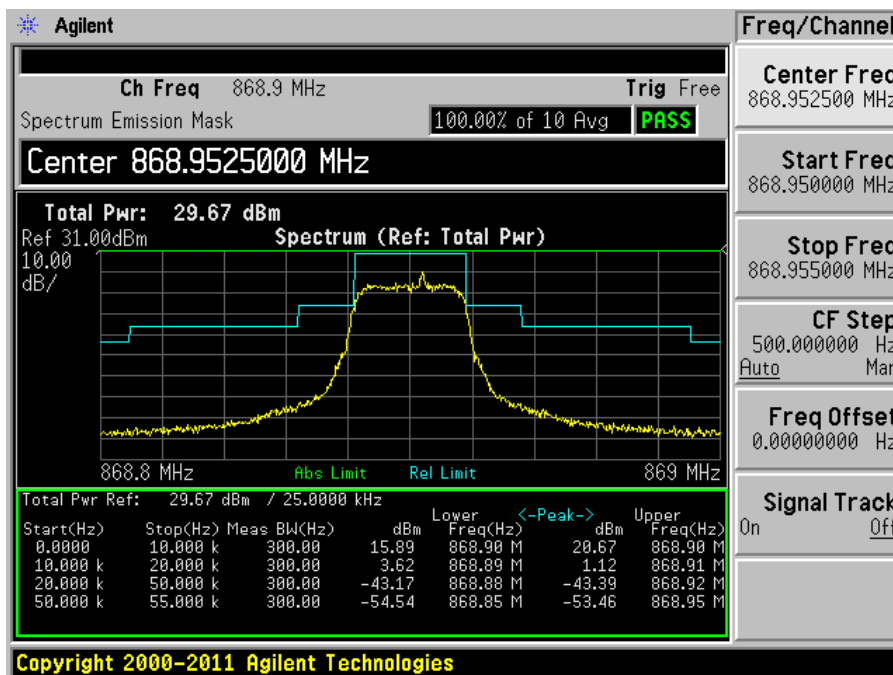 Agilent
Ch Freq 868.9 MHz Trig Free
Spectrum Emission Mask 100.00% of 10 Avg PASS
Center 868.9525000 MHz
Total Pwr: 29.67 dBm
Ref 31.00dBm Spectrum (Ref: Total Pwr)
10.00
dB/
868.8 MHz Abs Limit Rel Limit 869 MHz
Total Pwr Ref: 29.67 dBm / 25.0000 kHz
Lower <-Peak-> Upper
Start(Hz) Stop(Hz) Meas BW(Hz) dBm Freq(Hz) dBm Freq(Hz)
0.0000 10.000 k 300.00 15.89 868.90 M 20.67 868.90 M
10.000 k 20.000 k 300.00 3.62 868.89 M 1.12 868.91 M
20.000 k 50.000 k 300.00 -43.17 868.88 M -43.39 868.92 M
50.000 k 55.000 k 300.00 -54.54 868.85 M -53.46 868.95 M
Copyright 2000-2011 Agilent Technologies
Freq/Channel
Center Freq
868.952500 MHz
Start Freq
868.950000 MHz
Stop Freq
868.955000 MHz
CF Step
500.000000 Hz
Auto Man
Freq Offset
0.00000000 Hz
Signal Track
On Off